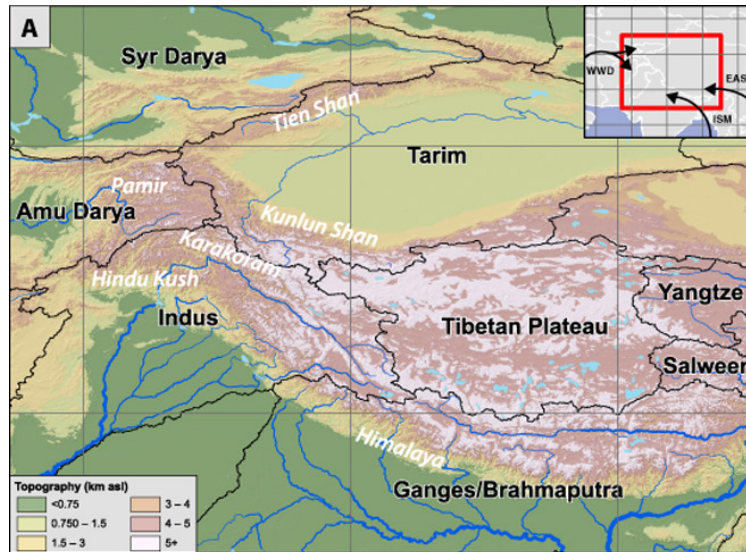 A
Syr Darya
WWD
EAS
ISM
Tien Shan
Tarim
Pamir
Amu Darya
Kunlun Shan
Karakoram
Hindu Kush
Indus
Tibetan Plateau
Yangtze
Salween
Himalaya
Ganges/Brahmaputra
Topography (km asl)
<0.75
3 – 4
0.750 – 1.5
4 – 5
1.5 – 3
5+